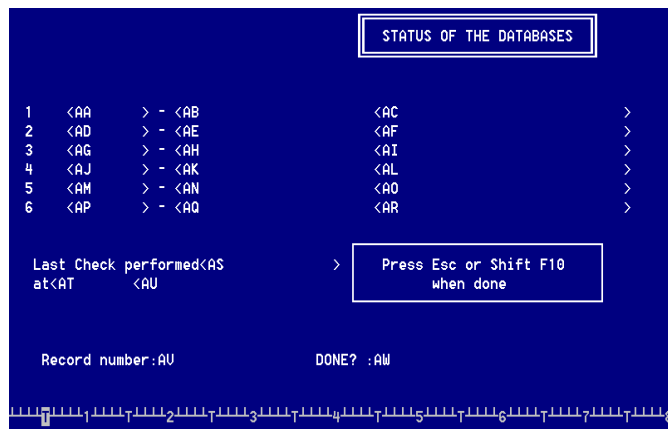 STATUS OF THE DATABASES
1 <AA > - <AB <AC >
2 <AD > - <AE <AF >
3 <AG > - <AH <AI >
4 <AJ > - <AK <AL >
5 <AM > - <AN <AO >
6 <AP > - <AQ <AR >
Last Check performed<AS > Press Esc or Shift F10
at<AT <AU when done
Record number:AV DONE? :AW
T 1 T 2 T 3 T 4 T 5 T 6 T 7 T 8